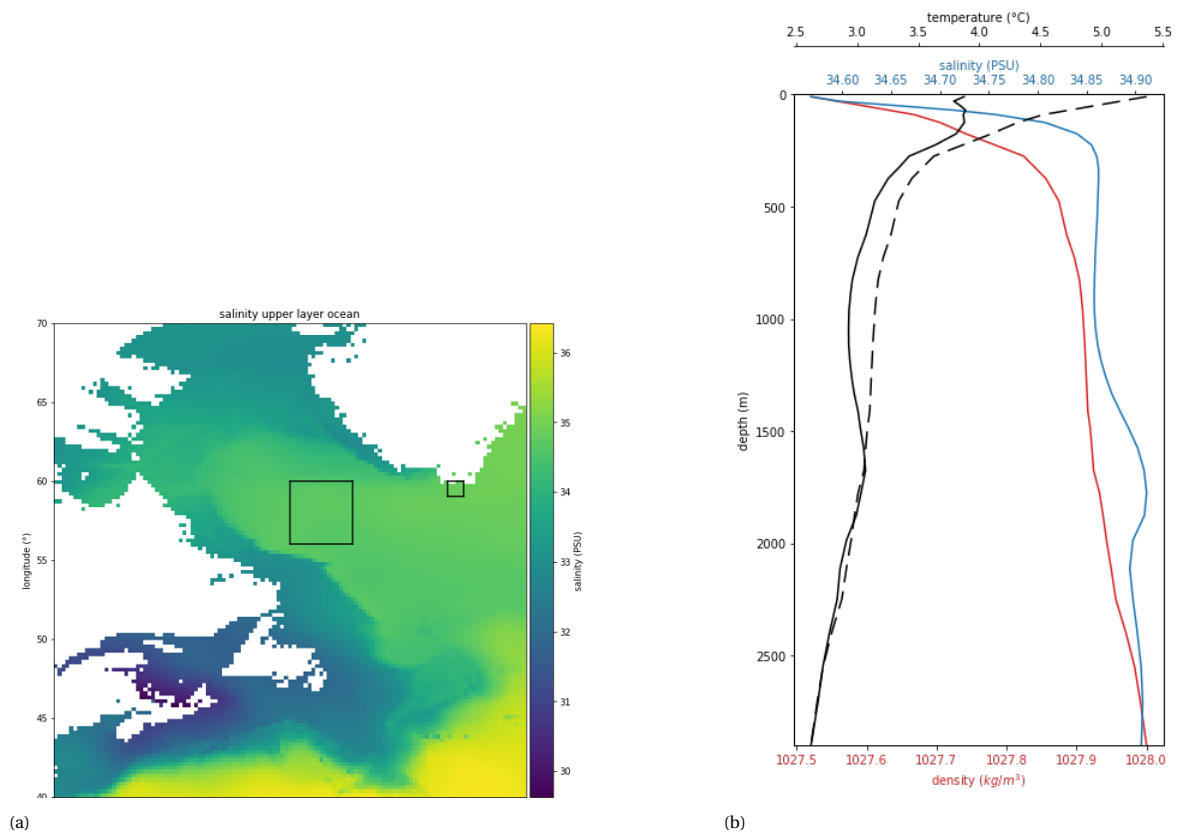 temperature (°C)
2.5 3.0 3.5 4.0 4.5 5.0 5.5
salinity (PSU)
34.60 34.65 34.70 34.75 34.80 34.85 34.90
0
500
1000
1500
2000
2500
depth (m)
1027.5 1027.6 1027.7 1027.8 1027.9 1028.0
density (kg/m³)
salinity upper layer ocean
70
65
60
55
50
45
40
longitude (°)
36
35
34
33
32
31
30
salinity (PSU)
(a)
(b)